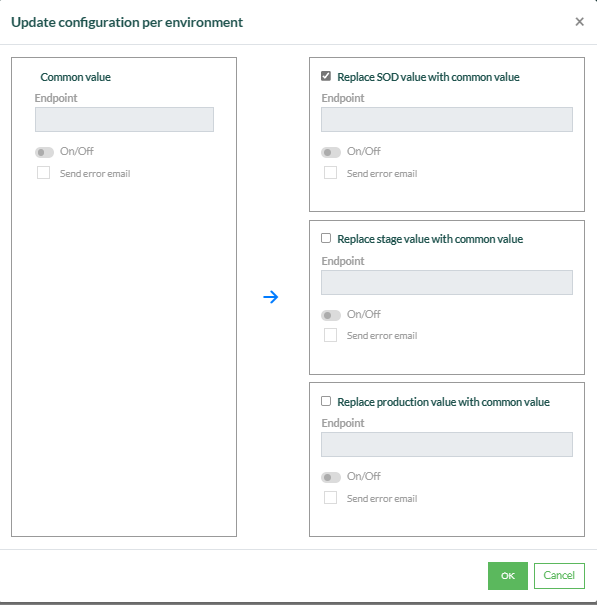 Update configuration per environment
×
Common value
Endpoint
On/Off
Send error email
Replace SOD value with common value
Endpoint
On/Off
Send error email
Replace stage value with common value
Endpoint
On/Off
Send error email
Replace production value with common value
Endpoint
On/Off
Send error email
OK
Cancel